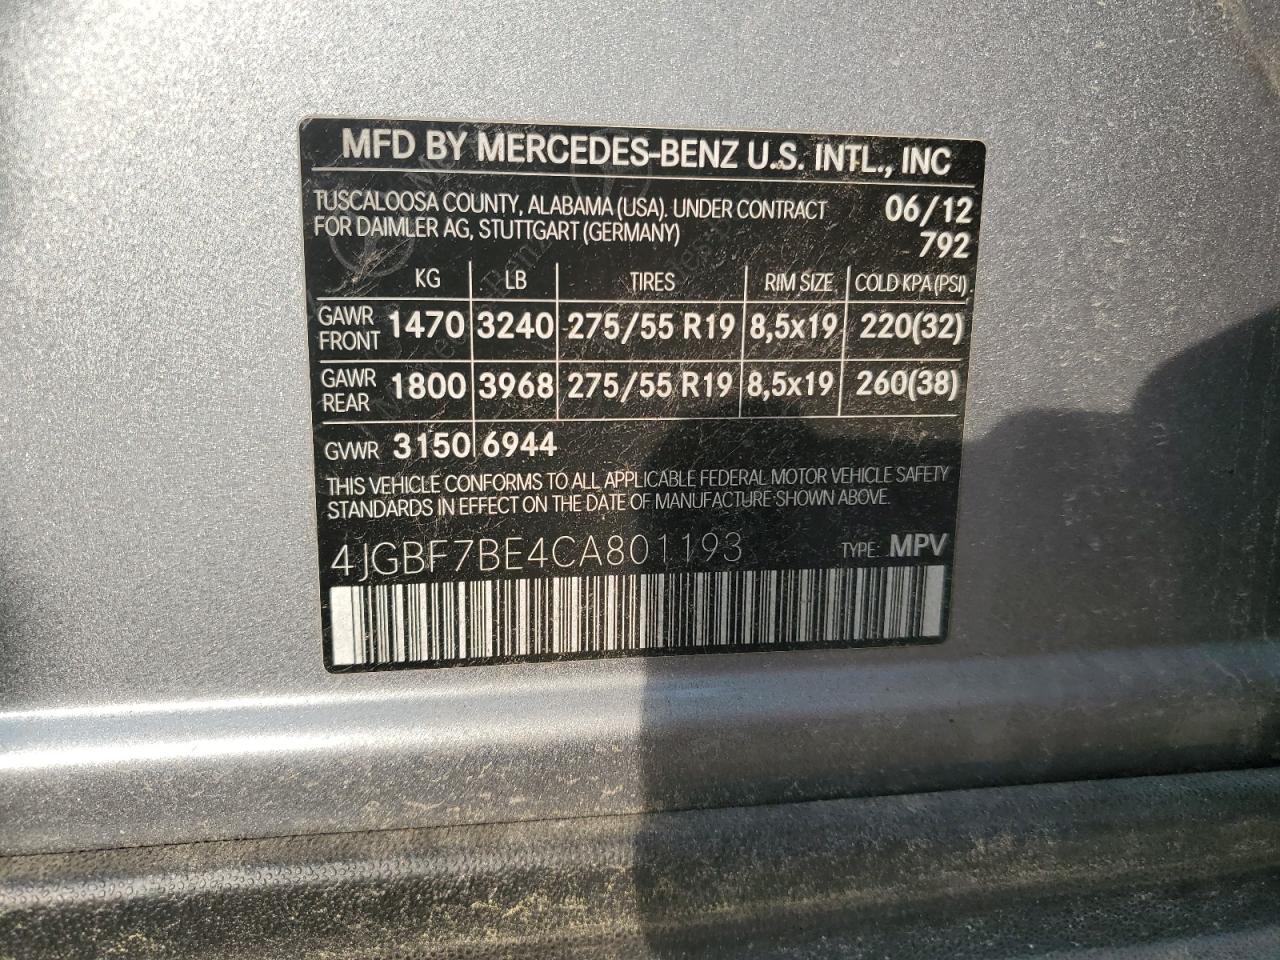 MFD BY MERCEDES-BENZ U.S. INTL., INC
TUSCALOOSA COUNTY, ALABAMA (USA). UNDER CONTRACT 06/12
FOR DAIMLER AG, STUTTGART (GERMANY) 792
KG LB TIRES RIM SIZE COLD KPA (PSI)
GAWR FRONT 1470 3240 275/55 R19 8,5x19 220(32)
GAWR REAR 1800 3968 275/55 R19 8,5x19 260(38)
GVWR 3150 6944
THIS VEHICLE CONFORMS TO ALL APPLICABLE FEDERAL MOTOR VEHICLE SAFETY
STANDARDS IN EFFECT ON THE DATE OF MANUFACTURE SHOWN ABOVE.
4JGBF7BE4CA801193 TYPE: MPV